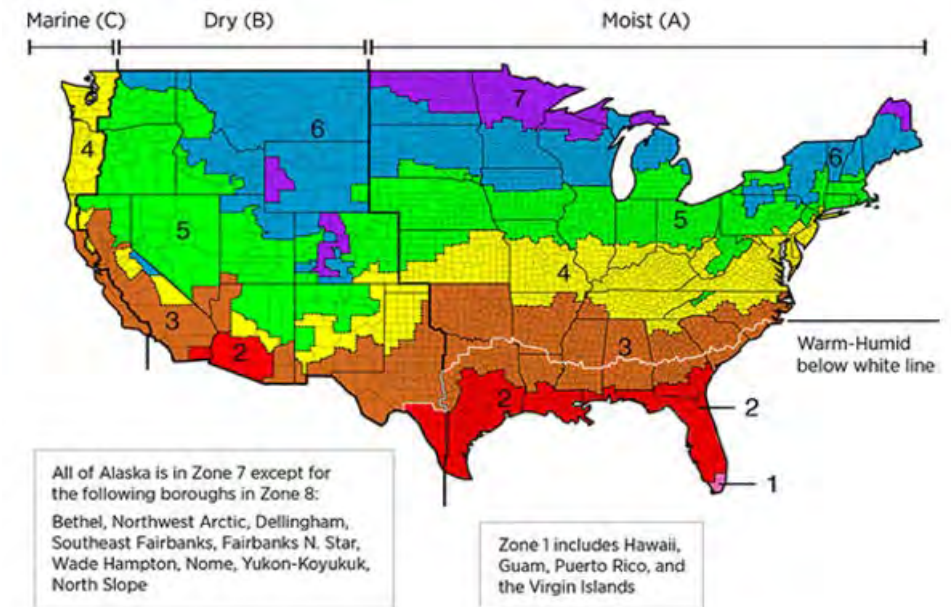 Marine (C)
Dry (B)
Moist (A)
7
6
6
4
5
5
4
3
3
2
2
Warm-Humid
below white line
2
1
All of Alaska is in Zone 7 except for
the following boroughs in Zone 8:
Bethel, Northwest Arctic, Dellingham,
Southeast Fairbanks, Fairbanks N. Star,
Wade Hampton, Nome, Yukon-Koyukuk,
North Slope
Zone 1 includes Hawaii,
Guam, Puerto Rico, and
the Virgin Islands